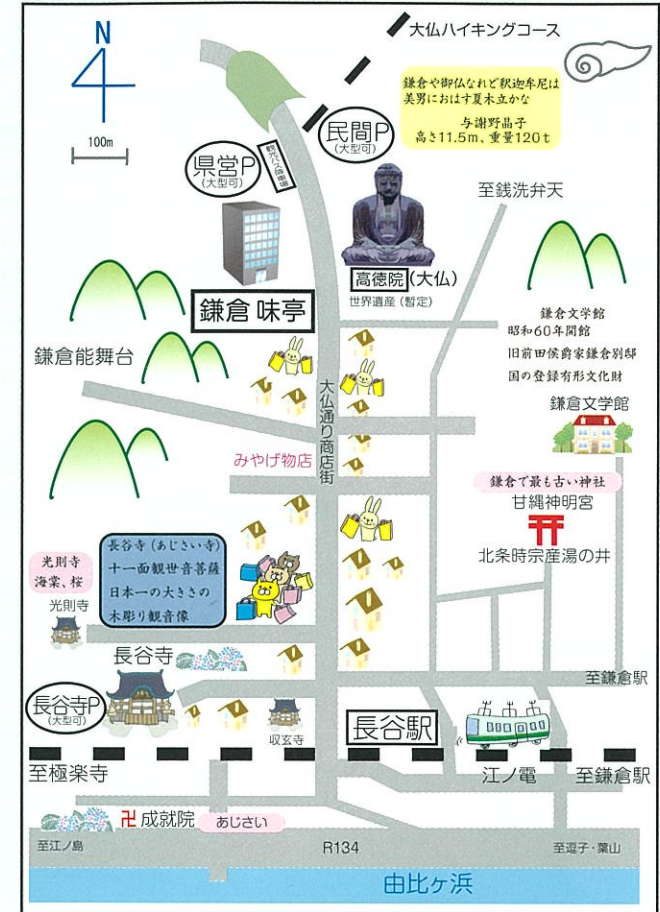 大仏ハイキングコース
N
100m
鎌倉や御仏なれど釈迦牟尼は
美男におはす夏木立かな
与謝野晶子
高さ11.5m、重量120t
民間P
(大型可)
県営P
(大型可)
至銭洗弁天
高徳院(大仏)
世界遺産(暫定)
鎌倉 味亭
鎌倉文学館
昭和60年開館
旧前田侯爵家鎌倉別邸
国の登録有形文化財
鎌倉文学館
鎌倉能舞台
大仏通り商店街
みやげ物店
鎌倉で最も古い神社
甘縄神明宮
北条時宗産湯の井
光則寺
海棠、桜
光則寺
長谷寺(あじさい寺)
十一面観世音菩薩
日本一の大きさの
木彫り観音像
長谷寺
至鎌倉駅
長谷寺P
(大型可)
収玄寺
長谷駅
至極楽寺
江ノ電
至鎌倉駅
卍成就院
あじさい
至江ノ島
R134
至逗子・葉山
由比ヶ浜